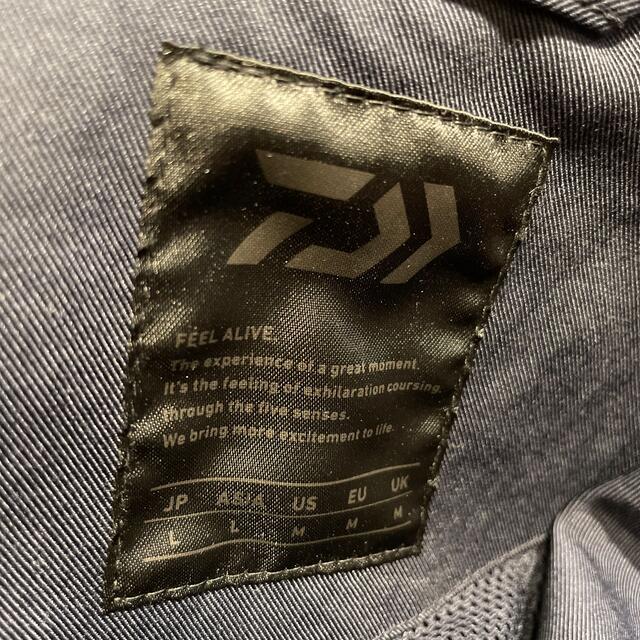 FEEL ALIVE.
The experience of a great moment.
It's the feeling of exhilaration coursing
through the five senses.
We bring more excitement to life.
JP ASIA US EU UK
L L M M M